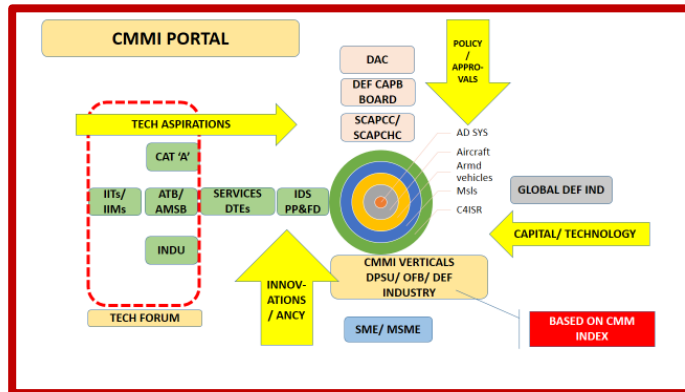 CMMI PORTAL
DAC
DEF CAPB
BOARD
SCAPCC/
SCAPCHC
POLICY
/
APPRO-
VALS
TECH ASPIRATIONS
CAT ‘A’
IITs/
IIMs
ATB/
AMSB
SERVICES
DTEs
IDS
PP&FD
INDU
TECH FORUM
AD SYS
Aircraft
Armd
vehicles
Msls
C4ISR
GLOBAL DEF IND
CAPITAL/ TECHNOLOGY
INNOV-
ATIONS
/ ANCY
CMMI VERTICALS
DPSU/ OFB/ DEF
INDUSTRY
SME/ MSME
BASED ON CMM
INDEX